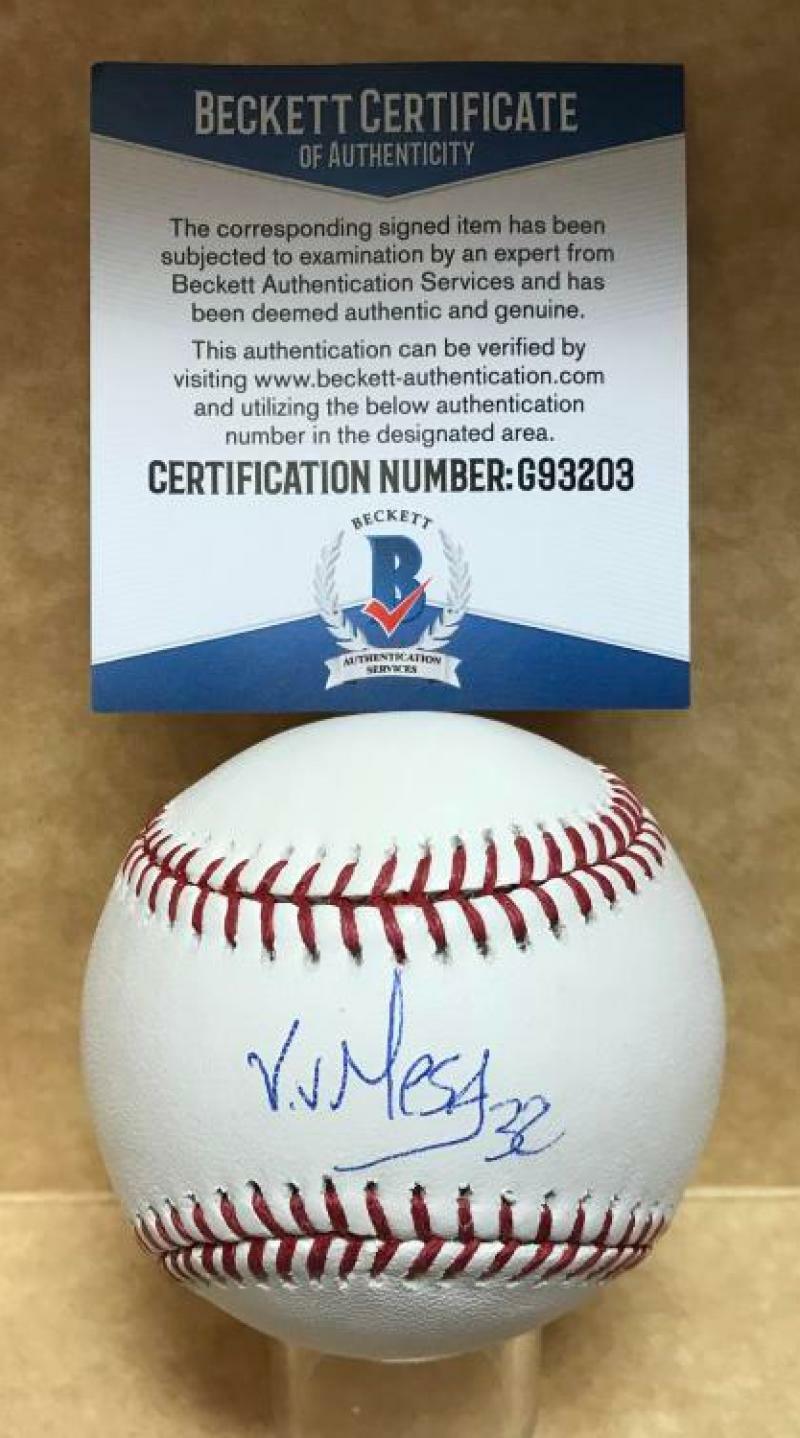 BECKETT CERTIFICATE
OF AUTHENTICITY
The corresponding signed item has been
subjected to examination by an expert from
Beckett Authentication Services and has
been deemed authentic and genuine.
This authentication can be verified by
visiting www.beckett-authentication.com
and utilizing the below authentication
number in the designated area.
CERTIFICATION NUMBER:G93203
BECKETT
B
AUTHENTICATION
SERVICES
V.V Mesa 32